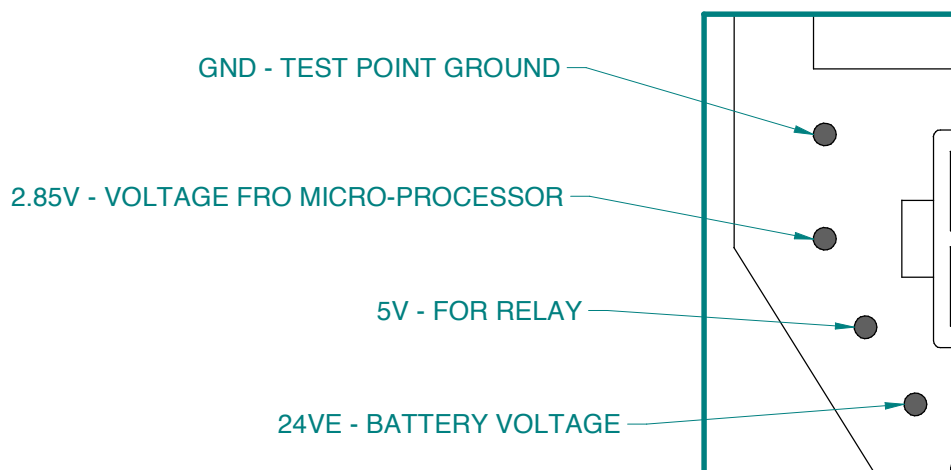 GND - TEST POINT GROUND
2.85V - VOLTAGE FRO MICRO-PROCESSOR
5V - FOR RELAY
24VE - BATTERY VOLTAGE